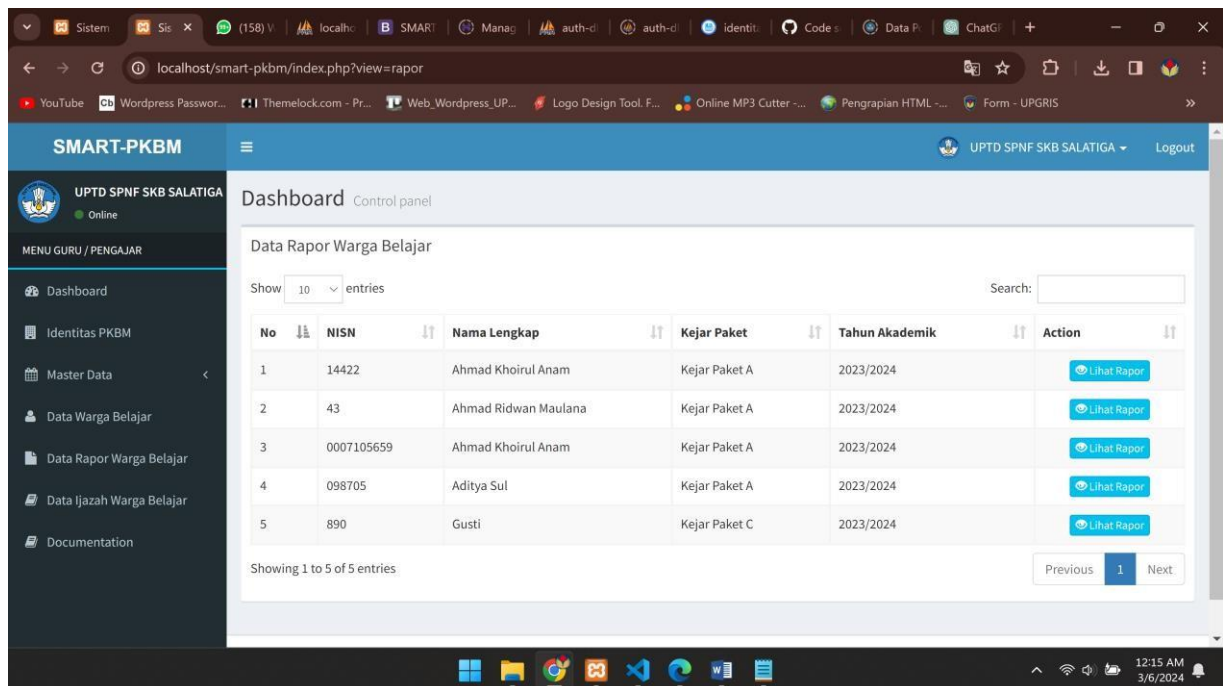 Sistem Sis (158) W localho SMART Manag auth-d auth-d identit Code s Data P ChatGP
localhost/smart-pkbm/index.php?view=rapor
YouTube Cb Wordpress Passwor... Themelock.com - Pr... Web_Wordpress_UP... Logo Design Tool. F... Online MP3 Cutter -... Pengrapian HTML -... Form - UPGRIS »
SMART-PKBM UPTD SPNF SKB SALATIGA Logout
UPTD SPNF SKB SALATIGA
Online
MENU GURU / PENGAJAR
Dashboard
Identitas PKBM
Master Data
Data Warga Belajar
Data Rapor Warga Belajar
Data Ijazah Warga Belajar
Documentation
Dashboard Control panel
Data Rapor Warga Belajar
Show 10 entries Search:
No NISN Nama Lengkap Kejar Paket Tahun Akademik Action
1 14422 Ahmad Khoirul Anam Kejar Paket A 2023/2024 Lihat Rapor
2 43 Ahmad Ridwan Maulana Kejar Paket A 2023/2024 Lihat Rapor
3 0007105659 Ahmad Khoirul Anam Kejar Paket A 2023/2024 Lihat Rapor
4 098705 Aditya Sul Kejar Paket A 2023/2024 Lihat Rapor
5 890 Gusti Kejar Paket C 2023/2024 Lihat Rapor
Showing 1 to 5 of 5 entries Previous 1 Next
12:15 AM
3/6/2024